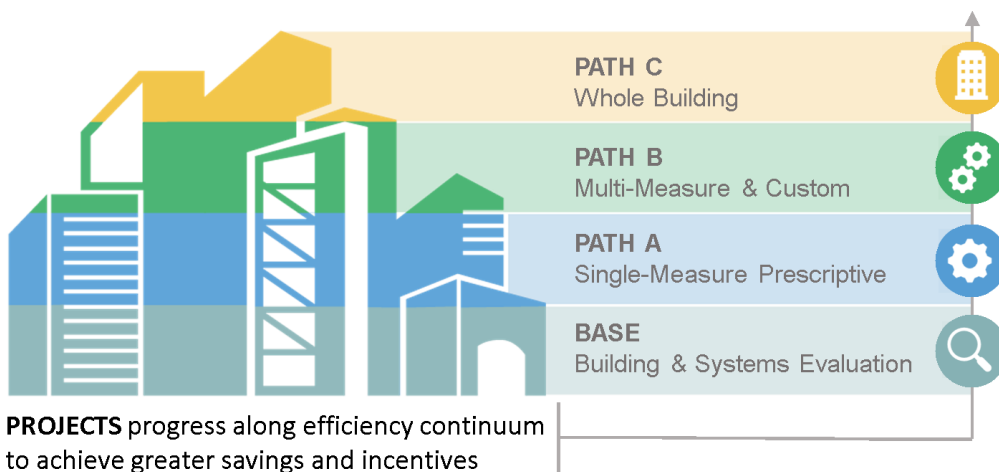 PATH C
Whole Building
PATH B
Multi-Measure & Custom
PATH A
Single-Measure Prescriptive
BASE
Building & Systems Evaluation
PROJECTS progress along efficiency continuum
to achieve greater savings and incentives